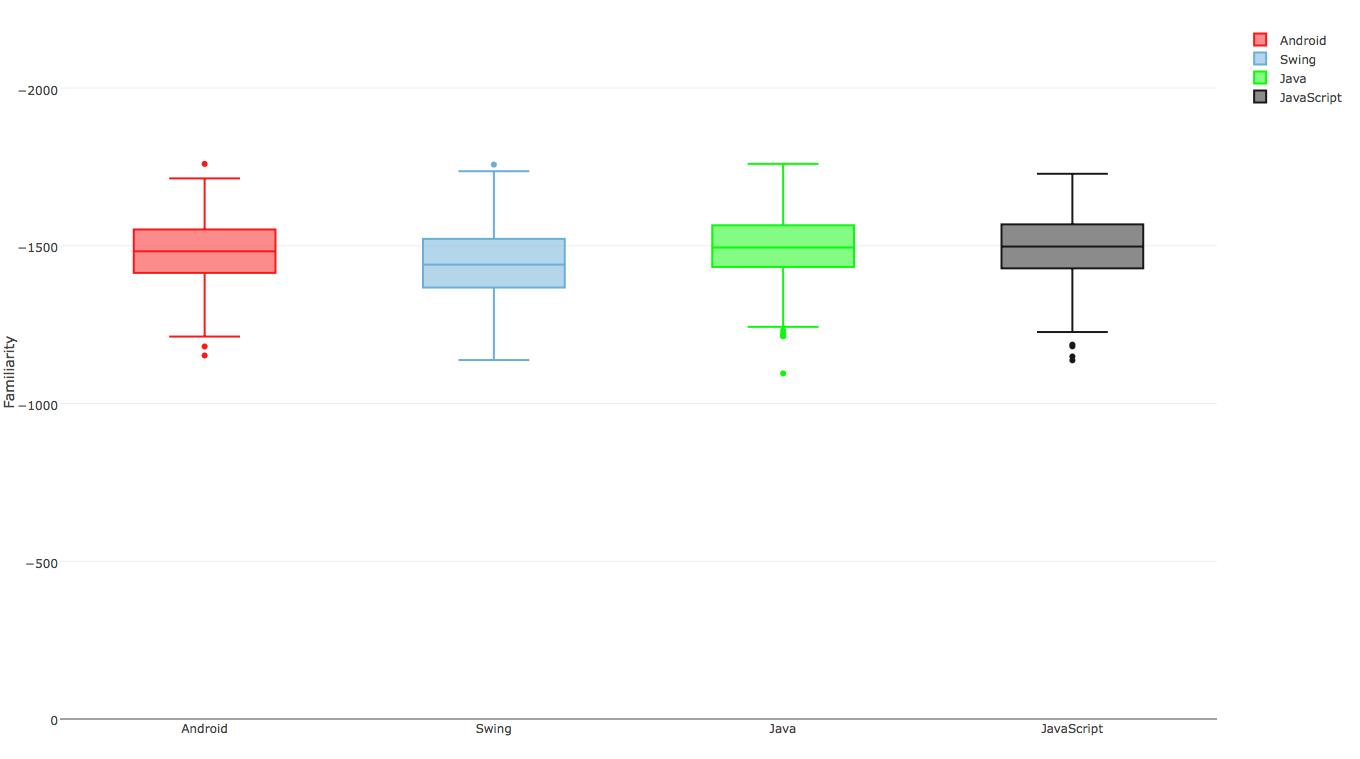 Android
Swing
Java
JavaScript
−2000
−1500
−1000
−500
0
Familiarity
Android
Swing
Java
JavaScript